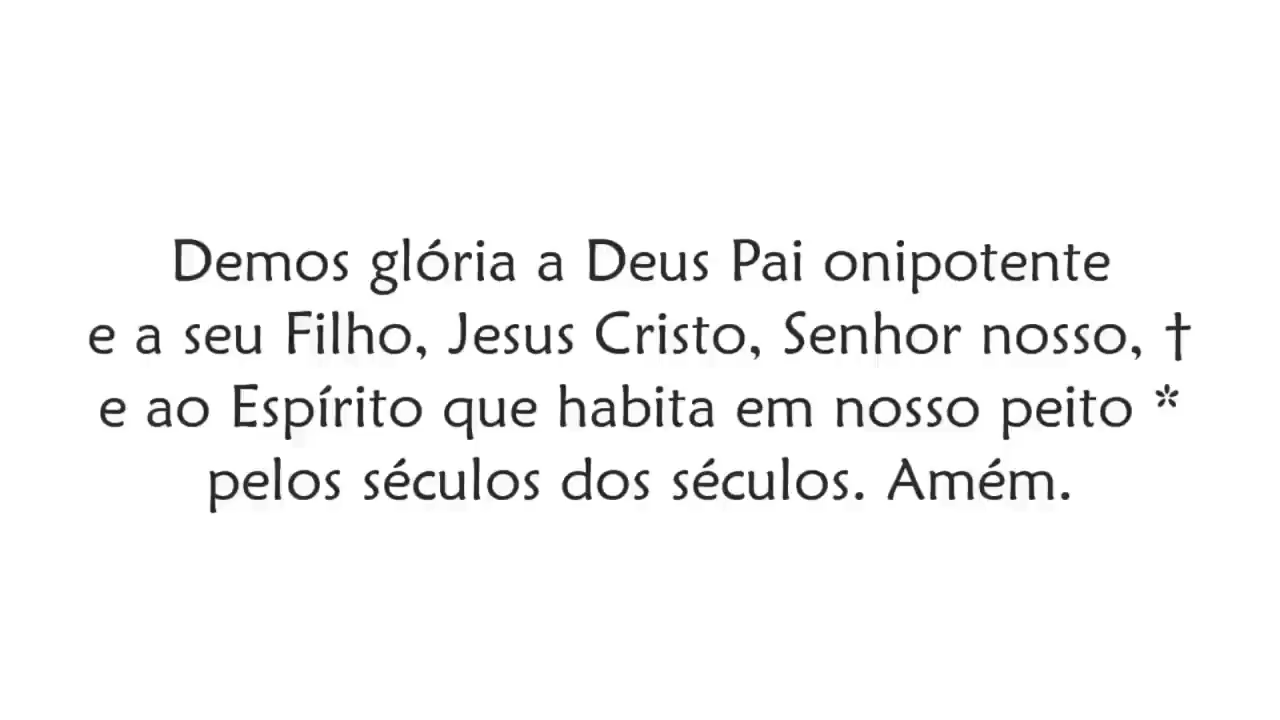 Demos glória a Deus Pai onipotente
e a seu Filho, Jesus Cristo, Senhor nosso, †
e ao Espírito que habita em nosso peito *
pelos séculos dos séculos. Amém.